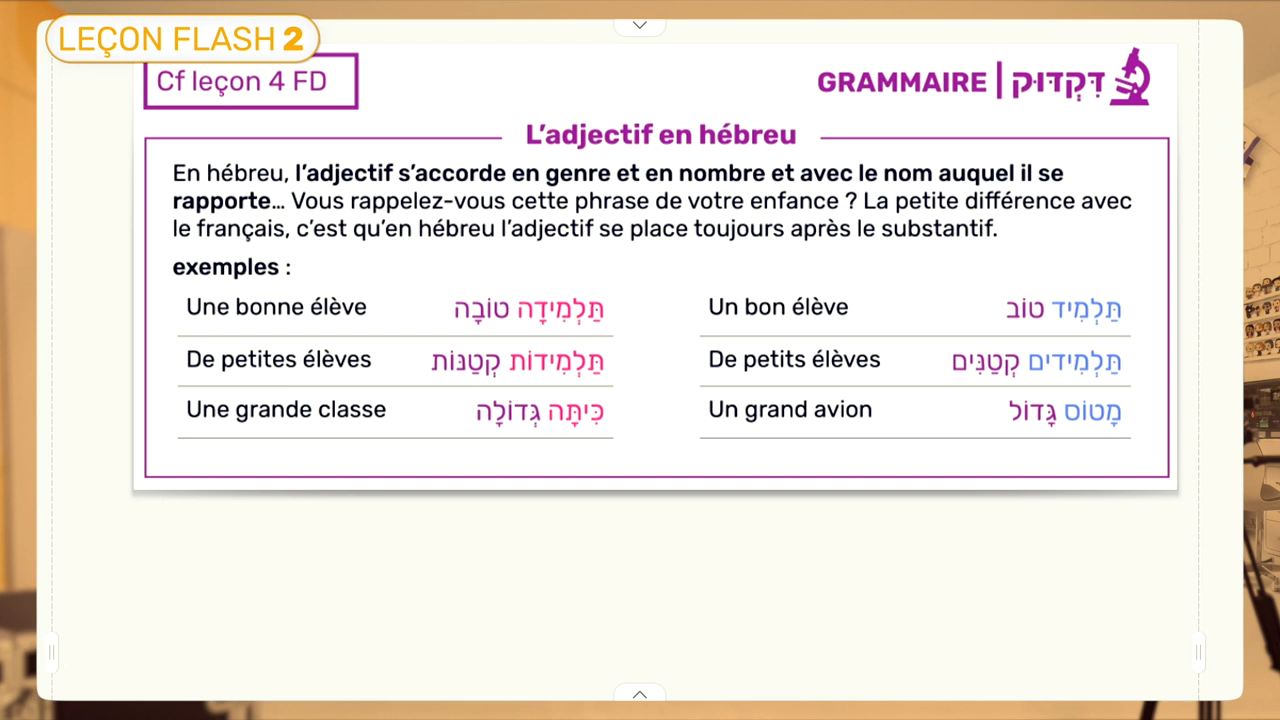 LEÇON FLASH 2
Cf leçon 4 FD
GRAMMAIRE | דִּקְדּוּק
L’adjectif en hébreu
En hébreu, l’adjectif s’accorde en genre et en nombre et avec le nom auquel il se
rapporte… Vous rappelez-vous cette phrase de votre enfance ? La petite différence avec
le français, c’est qu’en hébreu l’adjectif se place toujours après le substantif.
exemples :
Une bonne élève תַּלְמִידָה טוֹבָה
Un bon élève תַּלְמִיד טוֹב
De petites élèves תַּלְמִידוֹת קְטַנּוֹת
De petits élèves תַּלְמִידִים קְטַנִּים
Une grande classe כִּיתָּה גְּדוֹלָה
Un grand avion מָטוֹס גָּדוֹל